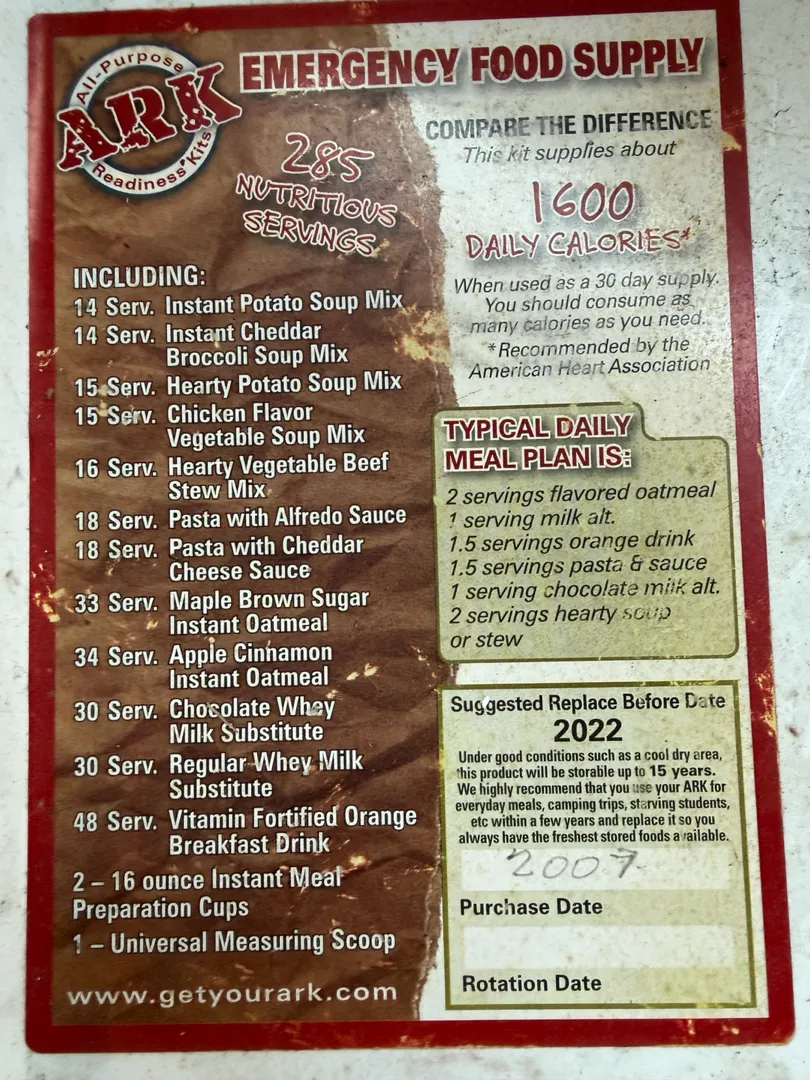 All-Purpose
ARK
Readiness Kits
EMERGENCY FOOD SUPPLY
285
NUTRITIOUS
SERVINGS
INCLUDING:
14 Serv. Instant Potato Soup Mix
14 Serv. Instant Cheddar
Broccoli Soup Mix
15 Serv. Hearty Potato Soup Mix
15 Serv. Chicken Flavor
Vegetable Soup Mix
16 Serv. Hearty Vegetable Beef
Stew Mix
18 Serv. Pasta with Alfredo Sauce
18 Serv. Pasta with Cheddar
Cheese Sauce
33 Serv. Maple Brown Sugar
Instant Oatmeal
34 Serv. Apple Cinnamon
Instant Oatmeal
30 Serv. Chocolate Whey
Milk Substitute
30 Serv. Regular Whey Milk
Substitute
48 Serv. Vitamin Fortified Orange
Breakfast Drink
2 – 16 ounce Instant Meal
Preparation Cups
1 – Universal Measuring Scoop
www.getyourark.com
COMPARE THE DIFFERENCE
This kit supplies about
1600
DAILY CALORIES*
When used as a 30 day supply.
You should consume as
many calories as you need.
*Recommended by the
American Heart Association
TYPICAL DAILY
MEAL PLAN IS:
2 servings flavored oatmeal
1 serving milk alt.
1.5 servings orange drink
1.5 servings pasta & sauce
1 serving chocolate milk alt.
2 servings hearty soup
or stew
Suggested Replace Before Date
2022
Under good conditions such as a cool dry area,
this product will be storable up to 15 years.
We highly recommend that you use your ARK for
everyday meals, camping trips, starving students,
etc within a few years and replace it so you
always have the freshest stored foods available.
2007
Purchase Date
Rotation Date